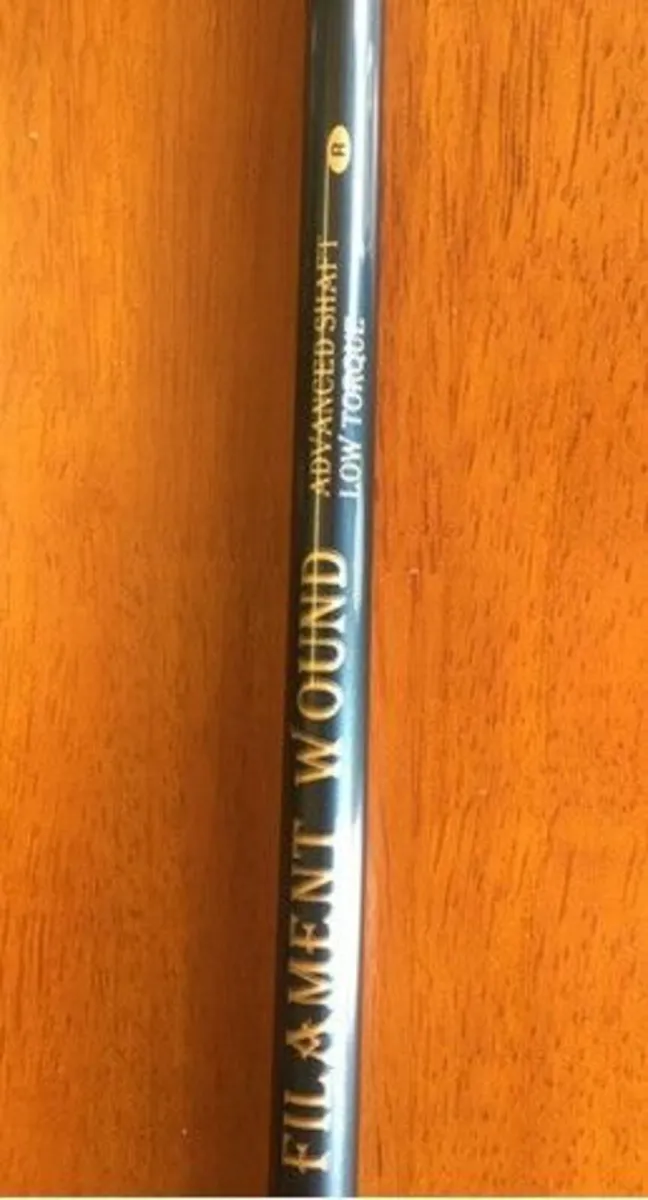 FILAMENT WOUND
ADVANCED SHAFT
LOW TORQUE
R